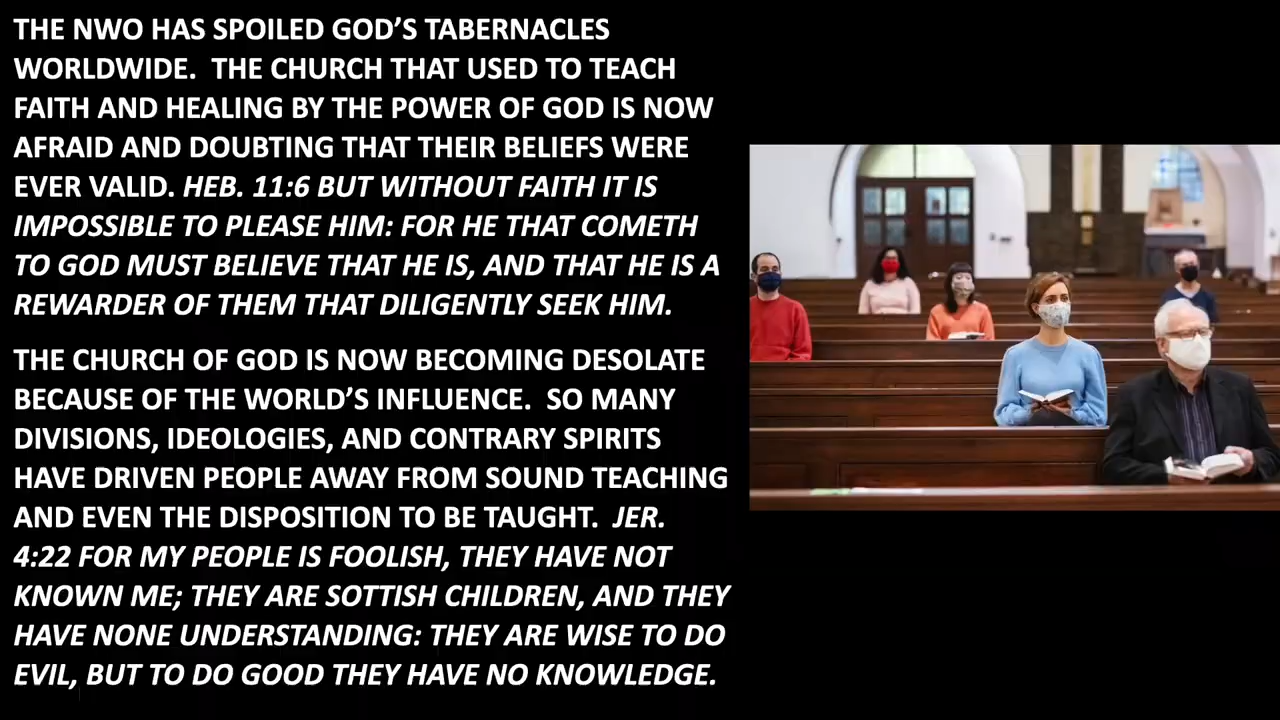 THE NWO HAS SPOILED GOD’S TABERNACLES
WORLDWIDE.  THE CHURCH THAT USED TO TEACH
FAITH AND HEALING BY THE POWER OF GOD IS NOW
AFRAID AND DOUBTING THAT THEIR BELIEFS WERE
EVER VALID. HEB. 11:6 BUT WITHOUT FAITH IT IS
IMPOSSIBLE TO PLEASE HIM: FOR HE THAT COMETH
TO GOD MUST BELIEVE THAT HE IS, AND THAT HE IS A
REWARDER OF THEM THAT DILIGENTLY SEEK HIM.
THE CHURCH OF GOD IS NOW BECOMING DESOLATE
BECAUSE OF THE WORLD’S INFLUENCE.  SO MANY
DIVISIONS, IDEOLOGIES, AND CONTRARY SPIRITS
HAVE DRIVEN PEOPLE AWAY FROM SOUND TEACHING
AND EVEN THE DISPOSITION TO BE TAUGHT.  JER.
4:22 FOR MY PEOPLE IS FOOLISH, THEY HAVE NOT
KNOWN ME; THEY ARE SOTTISH CHILDREN, AND THEY
HAVE NONE UNDERSTANDING: THEY ARE WISE TO DO
EVIL, BUT TO DO GOOD THEY HAVE NO KNOWLEDGE.